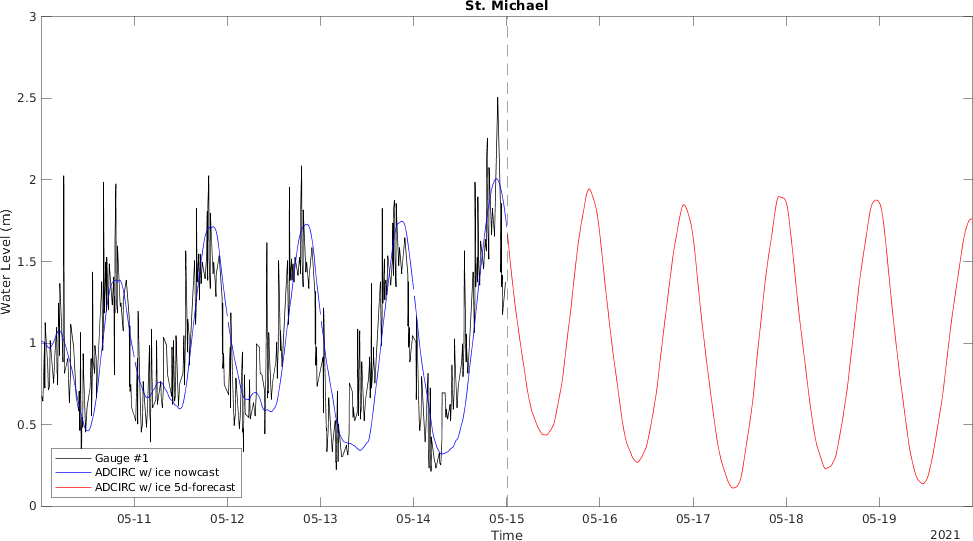 St. Michael
3
2.5
2
1.5
1
0.5
0
Water Level (m)
Gauge #1
ADCIRC w/ ice nowcast
ADCIRC w/ ice 5d-forecast
05-11 05-12 05-13 05-14 05-15 05-16 05-17 05-18 05-19
Time
2021